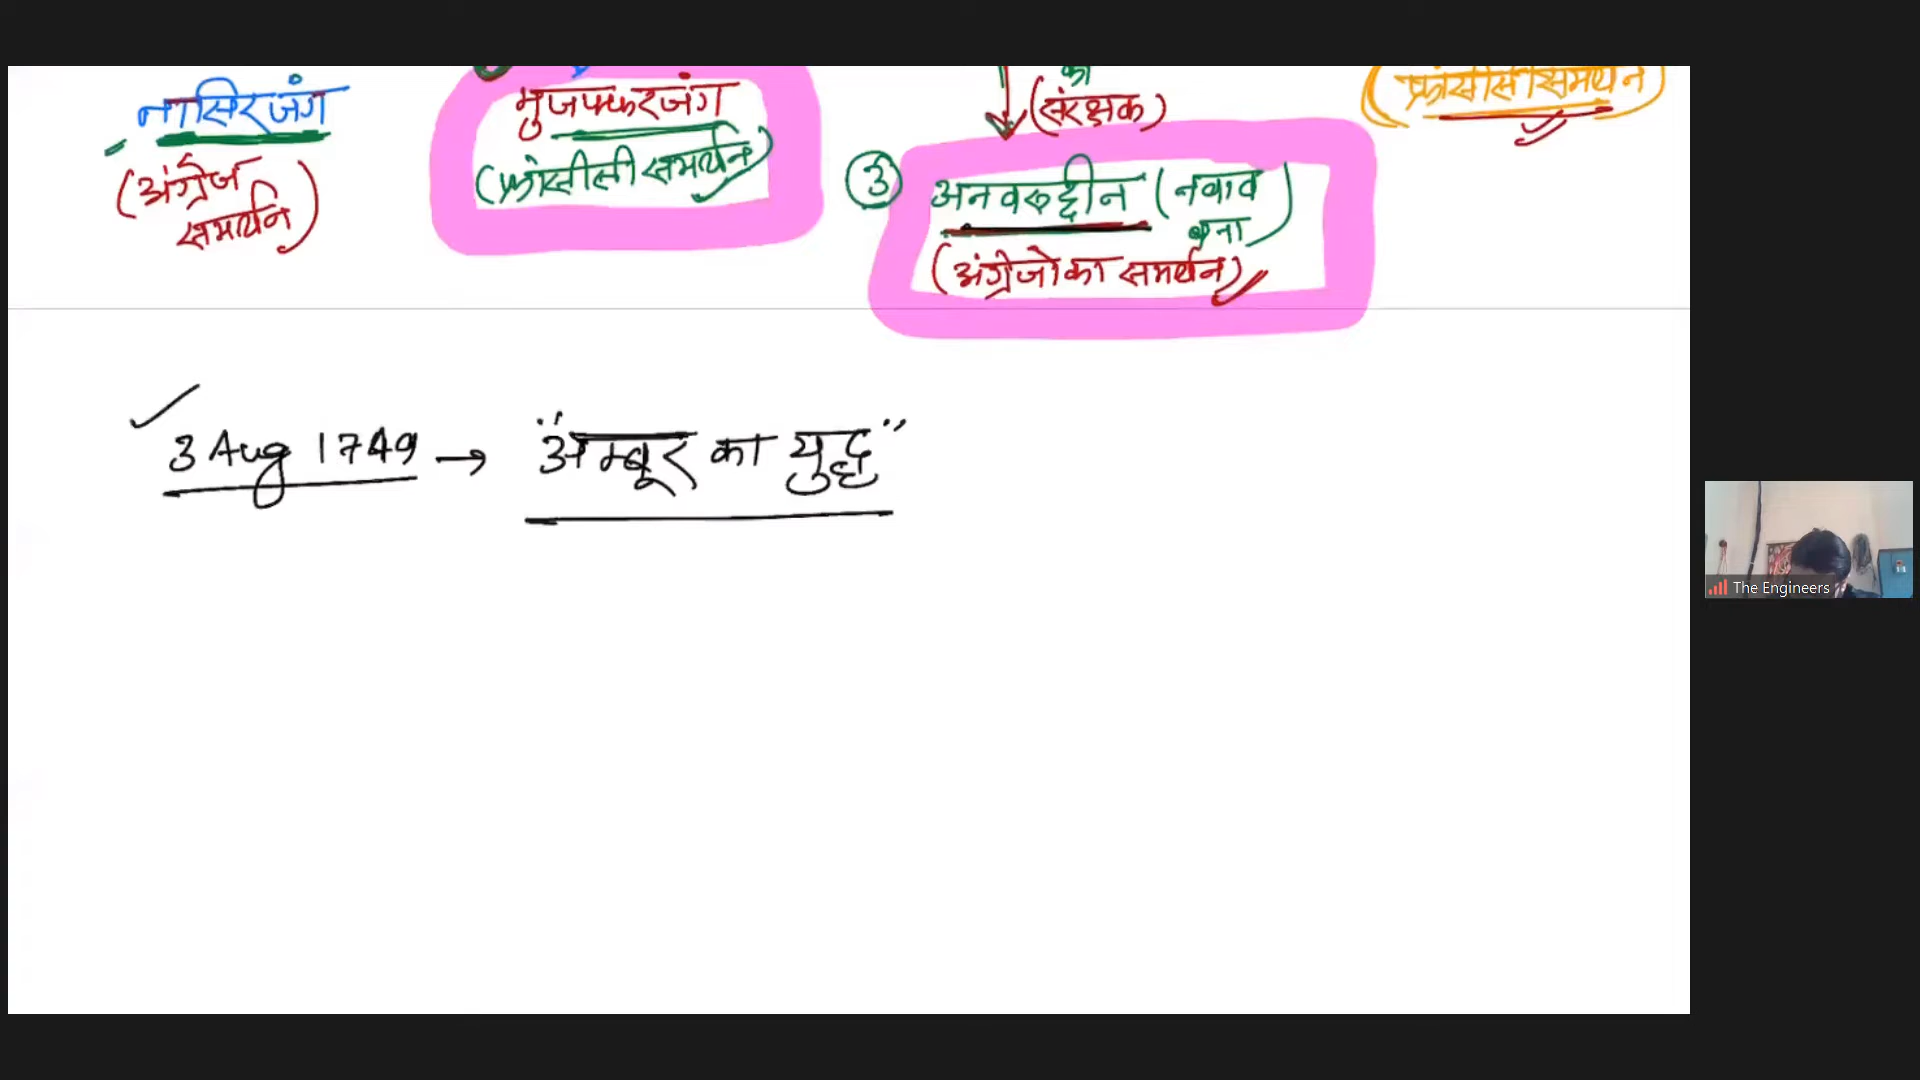 नासिरजंग
(अंग्रेज
समर्थन)
मुजफ्फरजंग
(फ्रांसीसी समर्थन)
का
(संरक्षक)
(फ्रांसीसी समर्थन)
③ अनवरुद्दीन (नवाब
बना)
(अंग्रेजो का समर्थन)
3 Aug 1749 → "अम्बूर का युद्ध"
The Engineers